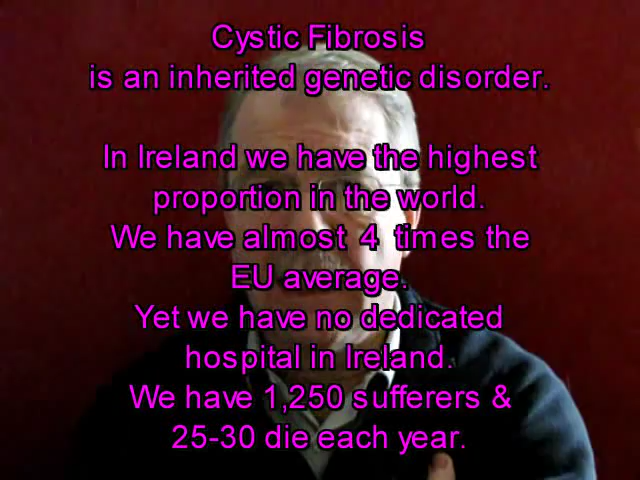 Cystic Fibrosis
is an inherited genetic disorder.
In Ireland we have the highest
proportion in the world.
We have almost 4 times the
EU average.
Yet we have no dedicated
hospital in Ireland.
We have 1,250 sufferers &
25-30 die each year.